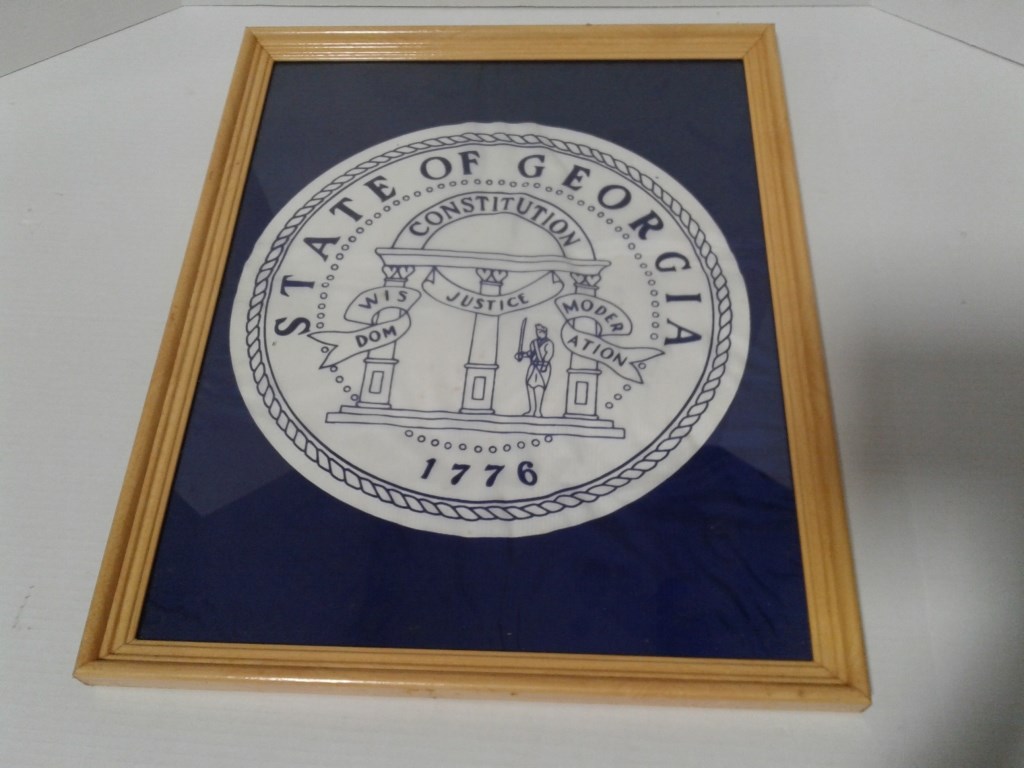 STATE OF GEORGIA
CONSTITUTION
WIS
DOM
JUSTICE
MODER
ATION
1776